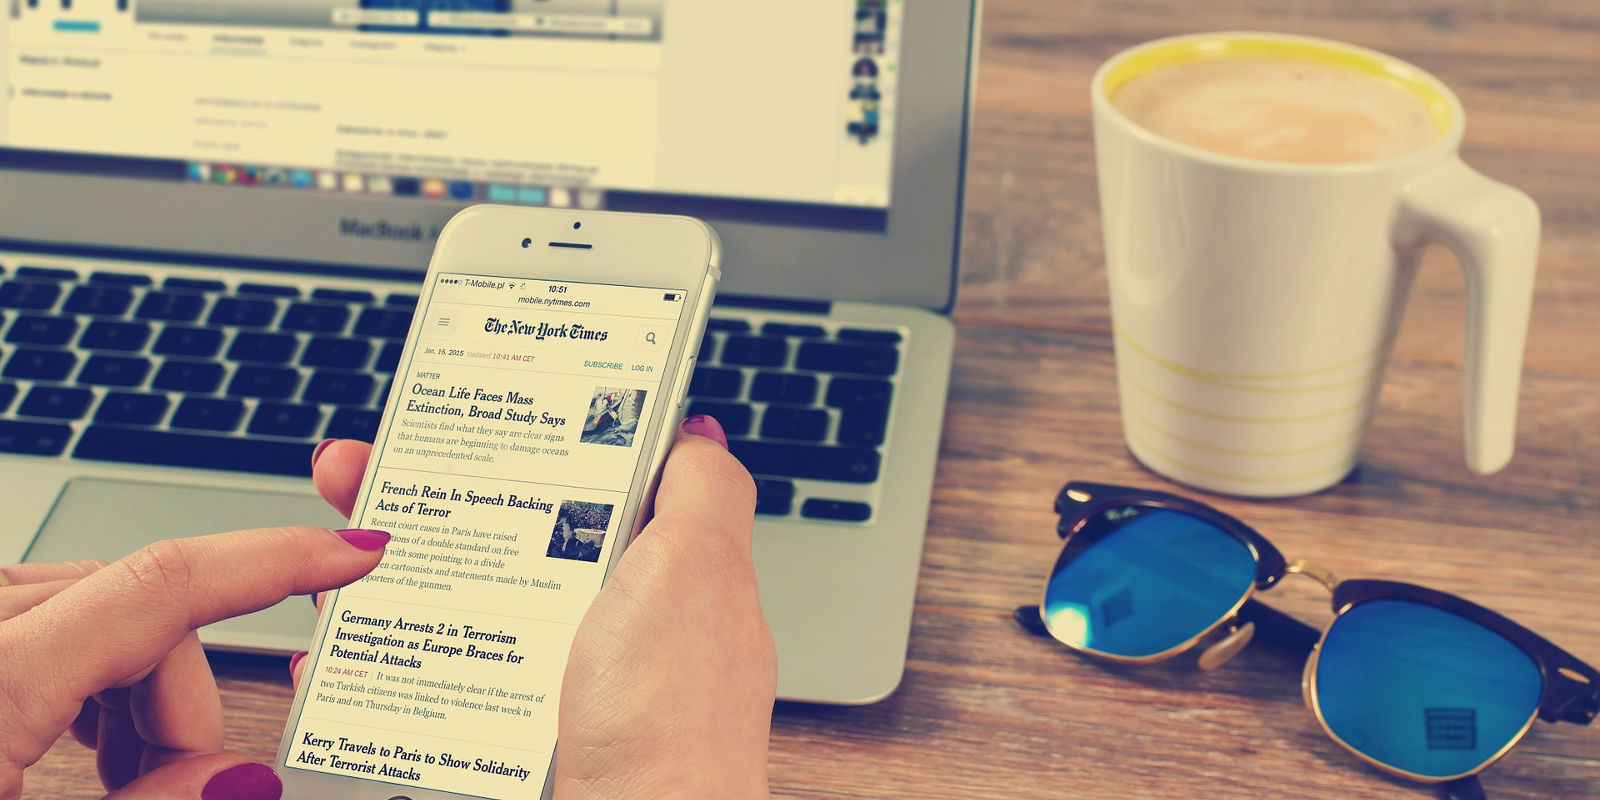 MacBook
T-Mobile.pl
10:51
mobile.nytimes.com
The New York Times
Jan. 16, 2015 Updated 10:41 AM CET
SUBSCRIBE LOG IN
MATTER
Ocean Life Faces Mass
Extinction, Broad Study Says
Scientists find what they say are clear signs
that humans are beginning to damage oceans
on an unprecedented scale.
French Rein In Speech Backing
Acts of Terror
Recent court cases in Paris have raised
tions of a double standard on free
with some pointing to a divide
een cartoonists and statements made by Muslim
pporters of the gunmen.
Germany Arrests 2 in Terrorism
Investigation as Europe Braces for
Potential Attacks
10:24 AM CET It was not immediately clear if the arrest of
two Turkish citizens was linked to violence last week in
Paris and on Thursday in Belgium.
Kerry Travels to Paris to Show Solidarity
After Terrorist Attacks
Ray-Ban